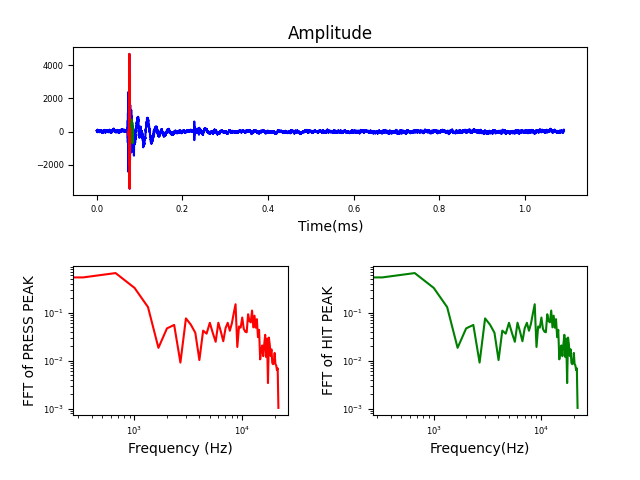 Amplitude
4000
2000
0
−2000
0.0 0.2 0.4 0.6 0.8 1.0
Time(ms)
FFT of PRESS PEAK
10⁻¹
10⁻²
10⁻³
10³ 10⁴
Frequency (Hz)
FFT of HIT PEAK
10⁻¹
10⁻²
10⁻³
10³ 10⁴
Frequency(Hz)